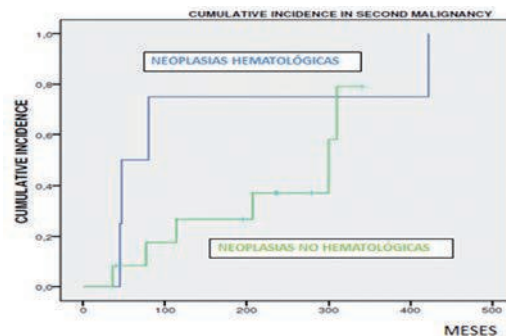 CUMULATIVE INCIDENCE IN SECOND MALIGNANCY
1,0
NEOPLASIAS HEMATOLÓGICAS
0,8
CUMULATIVE INCIDENCE
0,6
0,4
0,2
NEOPLASIAS NO HEMATOLÓGICAS
0,0
0 100 200 300 400 500
MESES